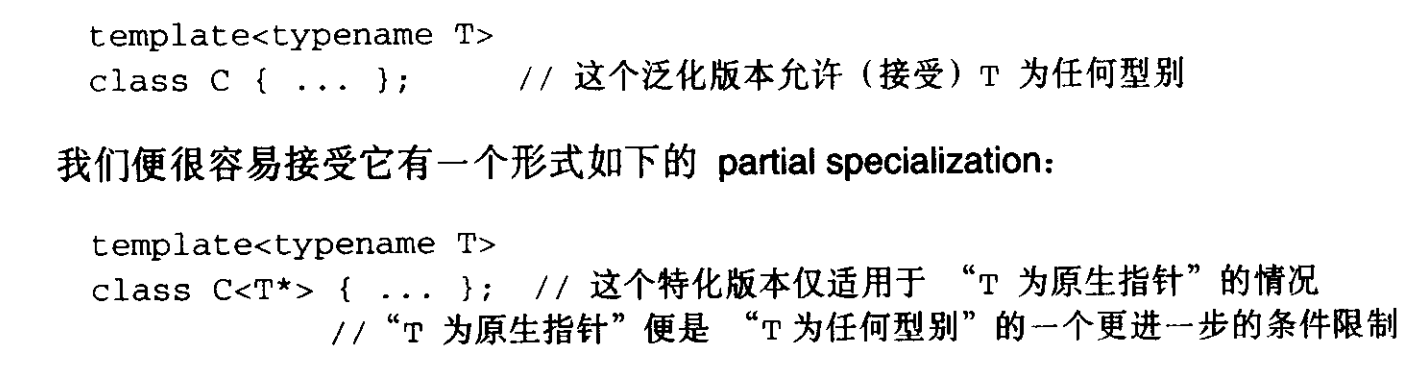 template<typename T>
class C { ... };       // 这个泛化版本允许（接受）T 为任何型别
我们便很容易接受它有一个形式如下的 partial specialization：
template<typename T>
class C<T*> { ... };  // 这个特化版本仅适用于 “T 为原生指针”的情况
// “T 为原生指针”便是 “T 为任何型别”的一个更进一步的条件限制